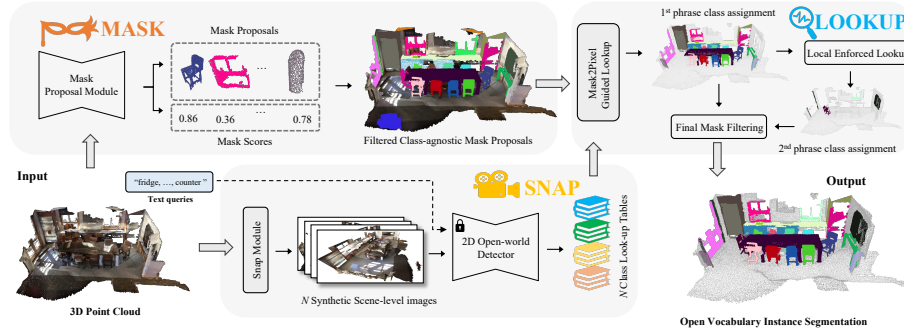 MASK
Mask Proposals
Mask
Proposal Module
...
...
0.86
0.36
...
0.78
Mask Scores
Filtered Class-agnostic Mask Proposals
Mask2Pixel
Guided Lookup
1st phrase class assignment
LOOKUP
Local Enforced Lookup
Final Mask Filtering
2nd phrase class assignment
Input
"fridge, ..., counter "
Text queries
SNAP
Output
Snap Module
2D Open-world
Detector
N Class Look-up Tables
N Synthetic Scene-level images
3D Point Cloud
Open Vocabulary Instance Segmentation